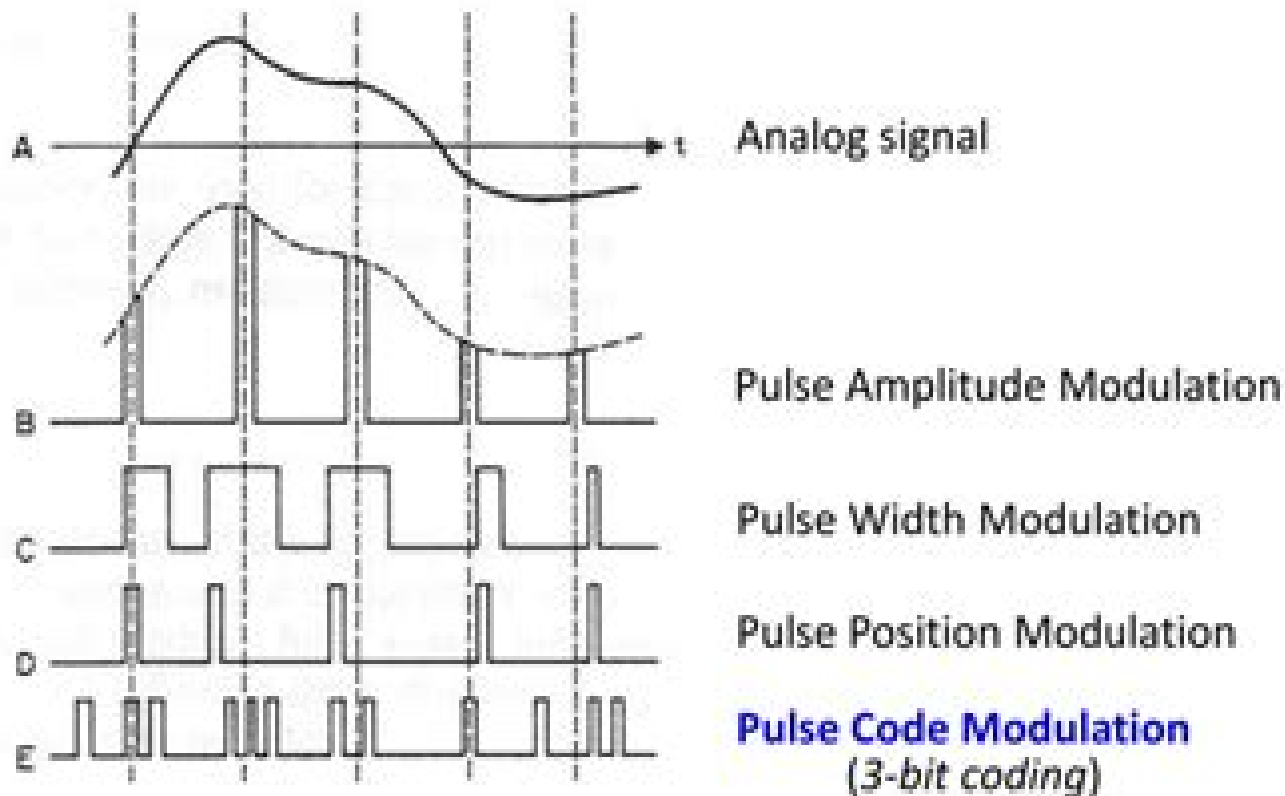 A
t
Analog signal
B
Pulse Amplitude Modulation
C
Pulse Width Modulation
D
Pulse Position Modulation
E
Pulse Code Modulation
(3-bit coding)